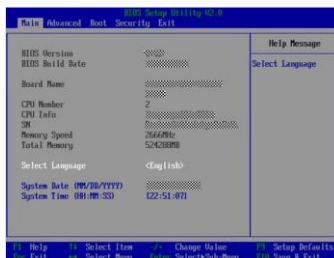 BIOS Setup Utility V2.0
Main Advanced Boot Security Exit
Help Message
BIOS Version
Select Language
BIOS Build Date
Board Name
CPU Number 2
CPU Info
SN
Memory Speed 2666MHz
Total Memory 524288MB
Select Language <English>
System Date (MM/DD/YYYY)
System Time (HH:MM:SS) [22:51:07]
F1 Help ↑↓ Select Item -/+ Change Value F9 Setup Defaults
Esc Exit Select Menu Enter Select▶Sub-Menu F10 Save & Exit